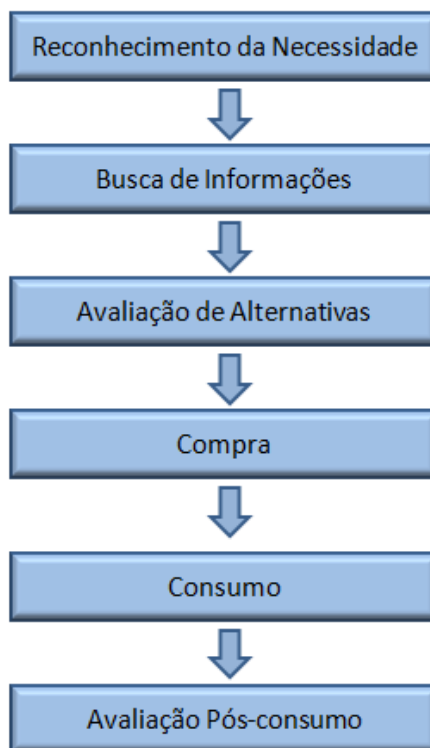 Reconhecimento da Necessidade
Busca de Informações
Avaliação de Alternativas
Compra
Consumo
Avaliação Pós-consumo